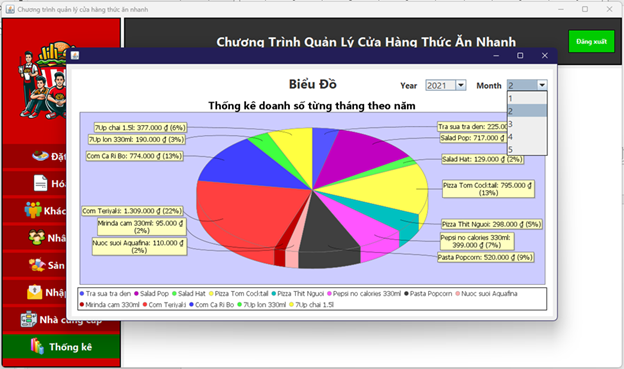 Chương trình quản lý cửa hàng thức ăn nhanh
Chương Trình Quản Lý Cửa Hàng Thức Ăn Nhanh
Đăng xuất
Biểu Đồ
Year 2021 Month 2
1
2
3
4
5
Thống kê doanh số từng tháng theo năm
7Up chai 1.5l: 377.000 ₫ (6%)
7Up lon 330ml: 190.000 ₫ (3%)
Com Ca Ri Bo: 774.000 ₫ (13%)
Com Teriyaki: 1.309.000 ₫ (22%)
Mirinda cam 330ml: 95.000 ₫
(2%)
Nuoc suoi Aquafina: 110.000 ₫
(2%)
Tra sua tra den: 225.00
Salad Pop: 717.000 ₫
Salad Hat: 129.000 ₫ (2%)
Pizza Tom Cocktail: 795.000 ₫
(13%)
Pizza Thit Nguoi: 298.000 ₫ (5%)
Pepsi no calories 330ml:
399.000 ₫ (7%)
Pasta Popcorn: 520.000 ₫ (9%)
Tra sua tra den Salad Pop Salad Hat Pizza Tom Cocktail Pizza Thit Nguoi Pepsi no calories 330ml Pasta Popcorn Nuoc suoi Aquafina
Mirinda cam 330ml Com Teriyaki Com Ca Ri Bo 7Up lon 330ml 7Up chai 1.5l
Đặt
Hó
Khác
Nhâ
Sản
Nhập
Nhà cung cấp
Thống kê